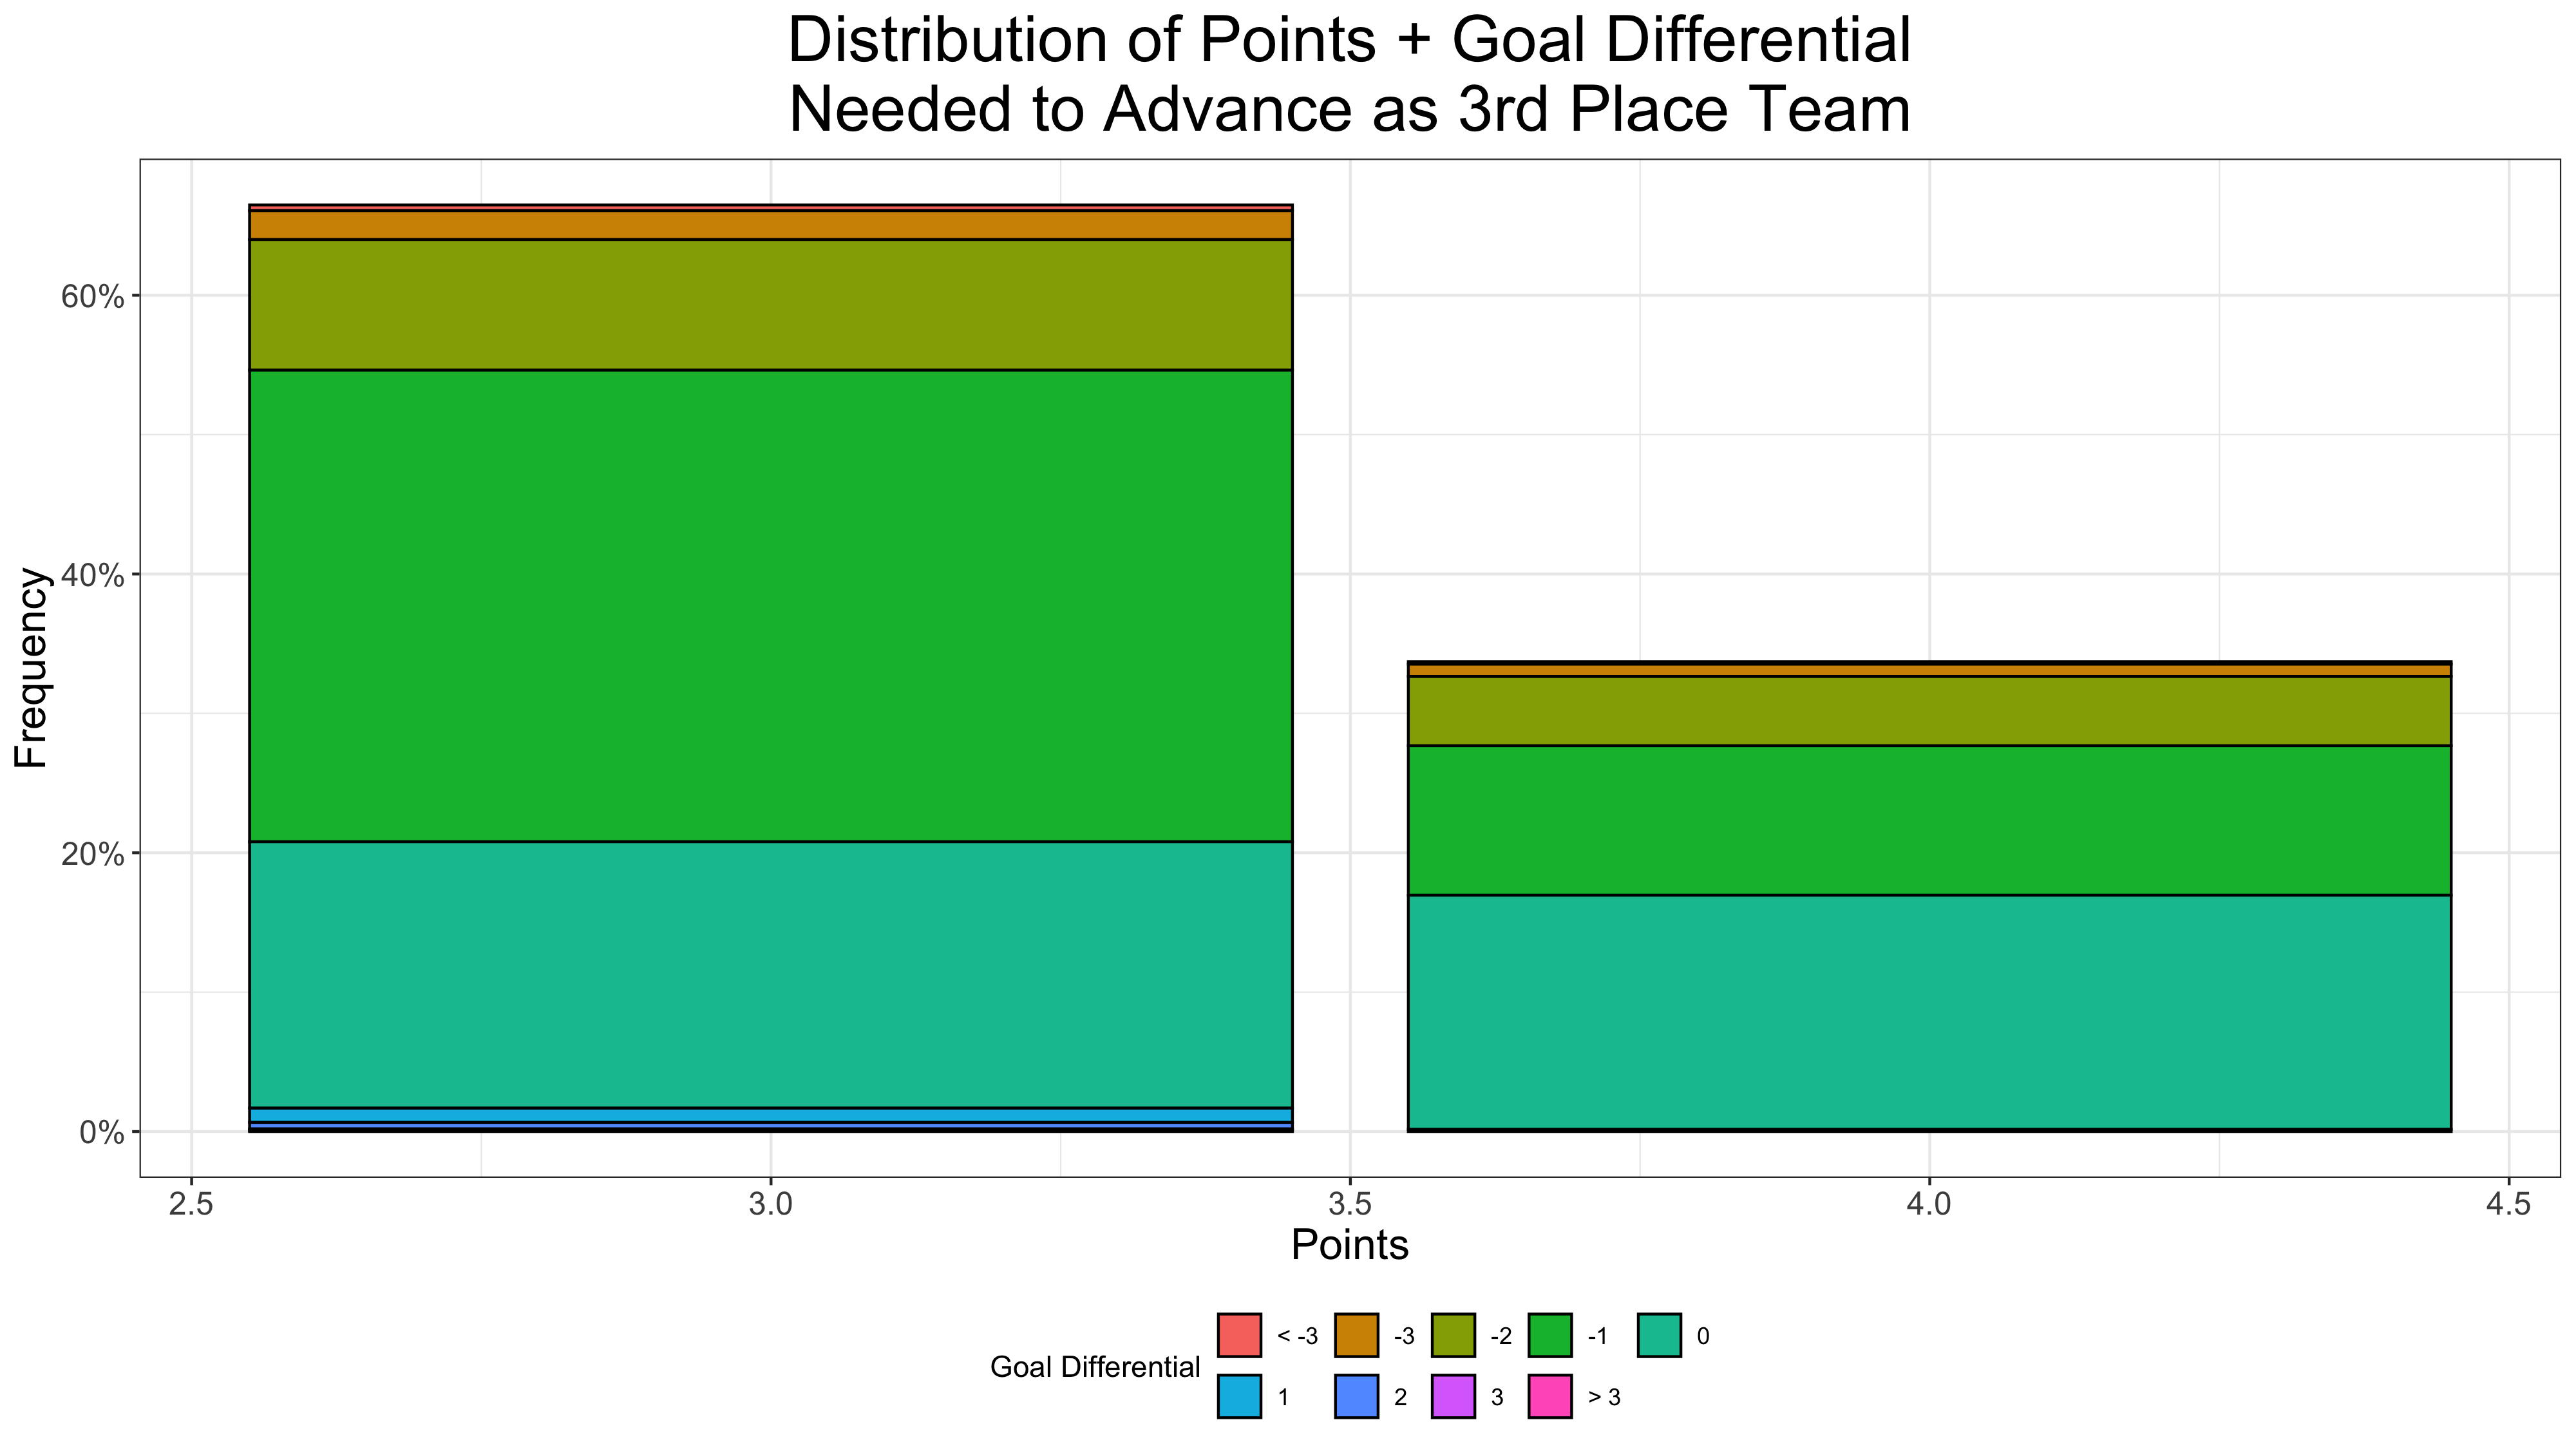 Distribution of Points + Goal Differential
Needed to Advance as 3rd Place Team
Frequency
60%
40%
20%
0%
2.5 3.0 3.5 4.0 4.5
Points
Goal Differential
< -3 -3 -2 -1 0
1 2 3 > 3